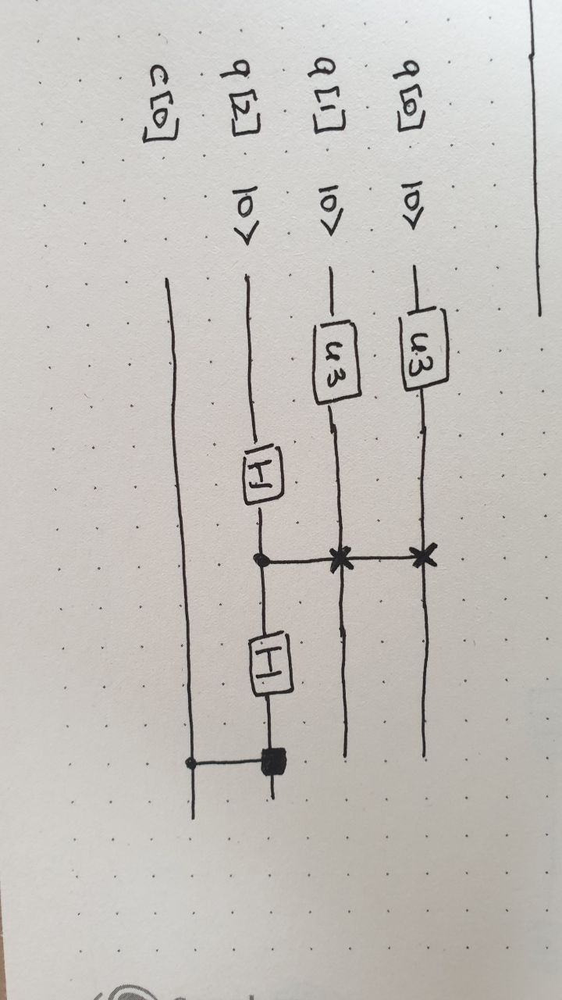 q[0] |0> U3
q[1] |0> U3
q[2] |0> H H
c[0]